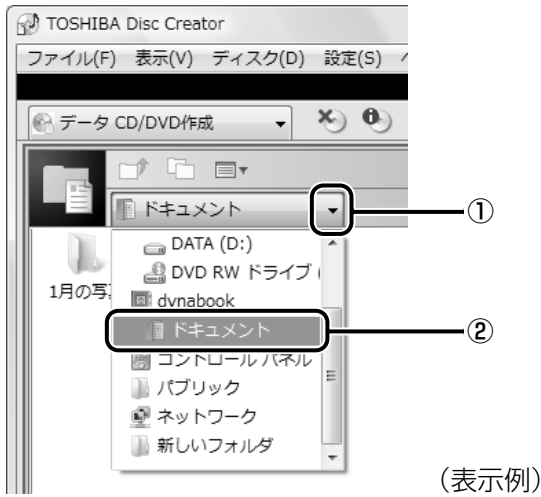 TOSHIBA Disc Creator
ファイル(F) 表示(V) ディスク(D) 設定(S)
データ CD/DVD作成
ドキュメント
①
DATA (D:)
DVD RW ドライブ (
1月の写
dynabook
ドキュメント
②
コントロール パネル
パブリック
ネットワーク
新しいフォルダ
(表示例)